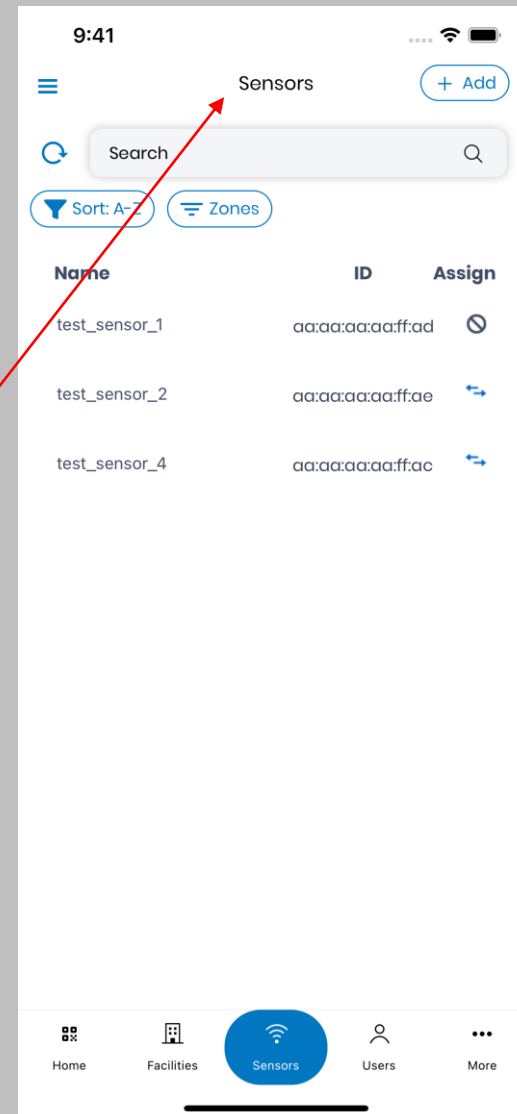 9:41
Sensors
+ Add
Search
Sort: A-Z
Zones
Name ID Assign
test_sensor_1 aa:aa:aa:aa:ff:ad
test_sensor_2 aa:aa:aa:aa:ff:ae
test_sensor_4 aa:aa:aa:aa:ff:ac
Home Facilities Sensors Users More